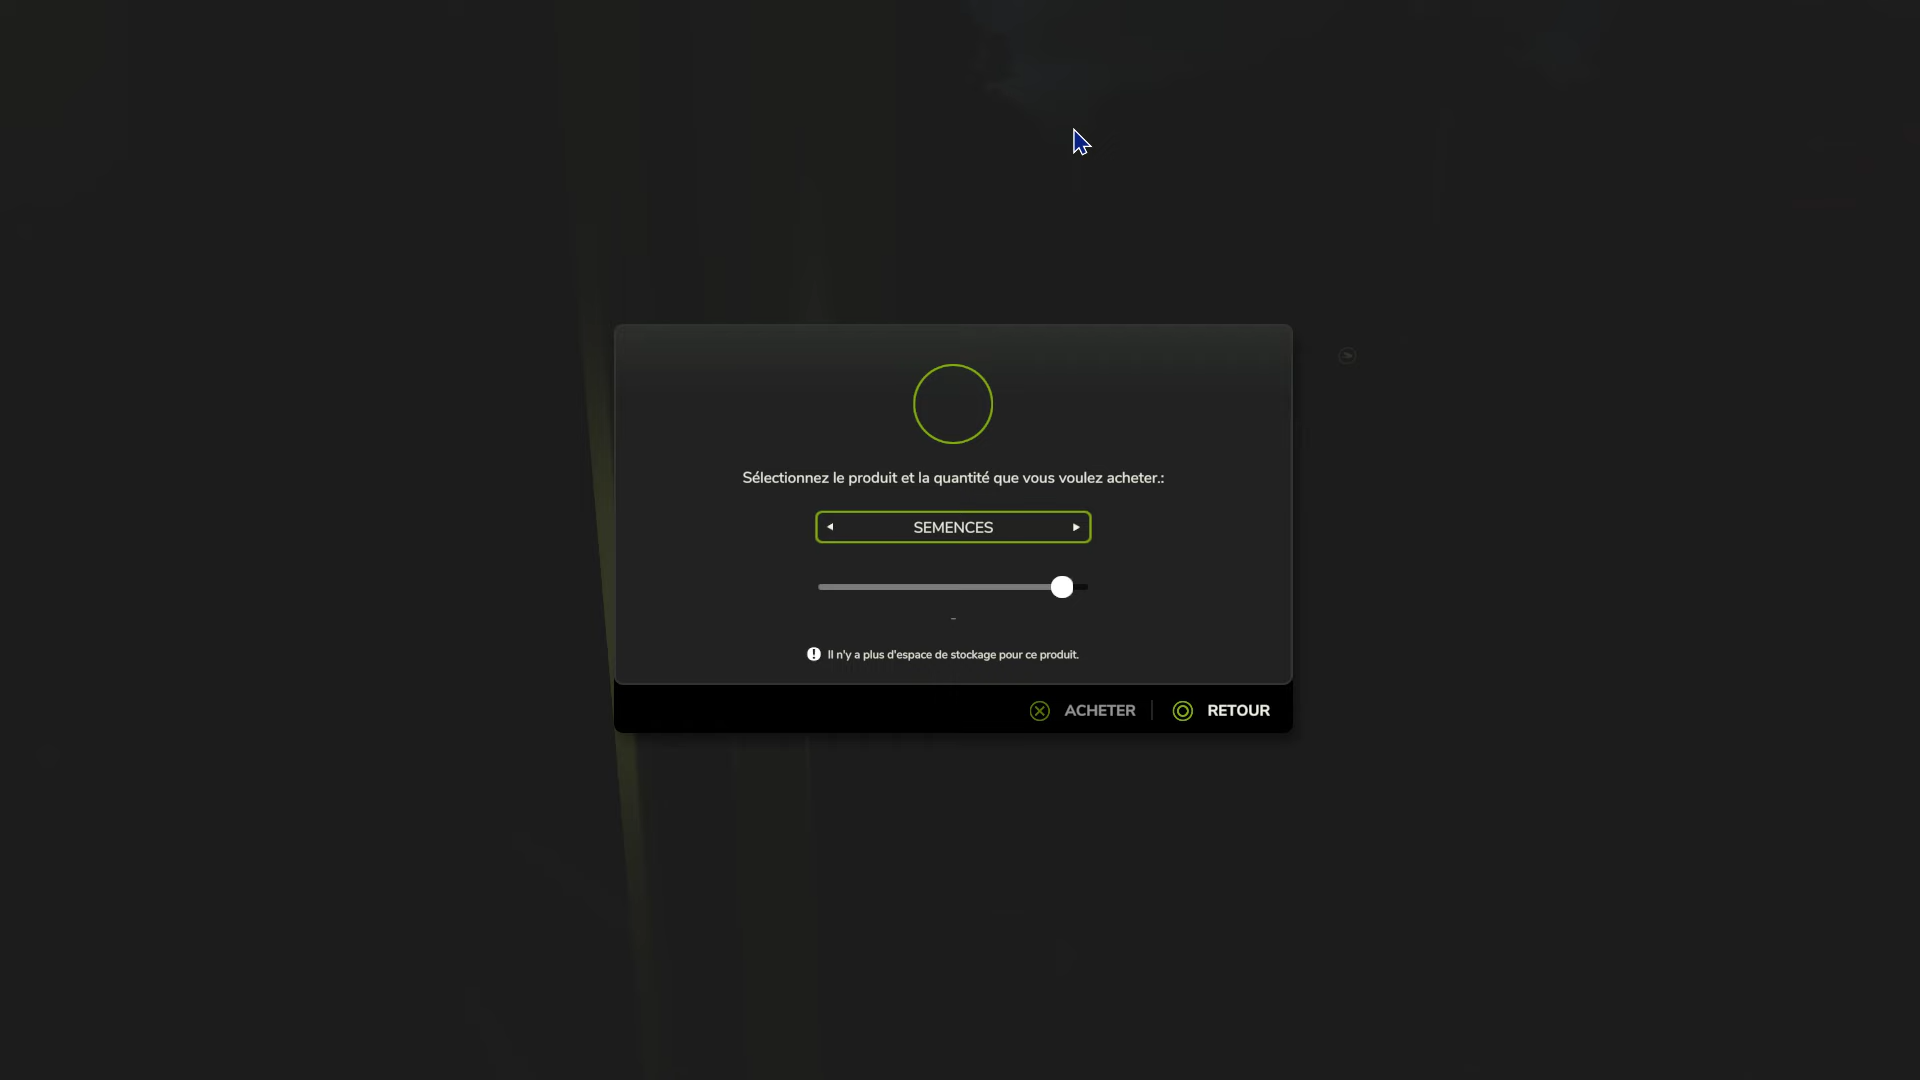 Sélectionnez le produit et la quantité que vous voulez acheter.:
SEMENCES
-
Il n'y a plus d'espace de stockage pour ce produit.
ACHETER
RETOUR